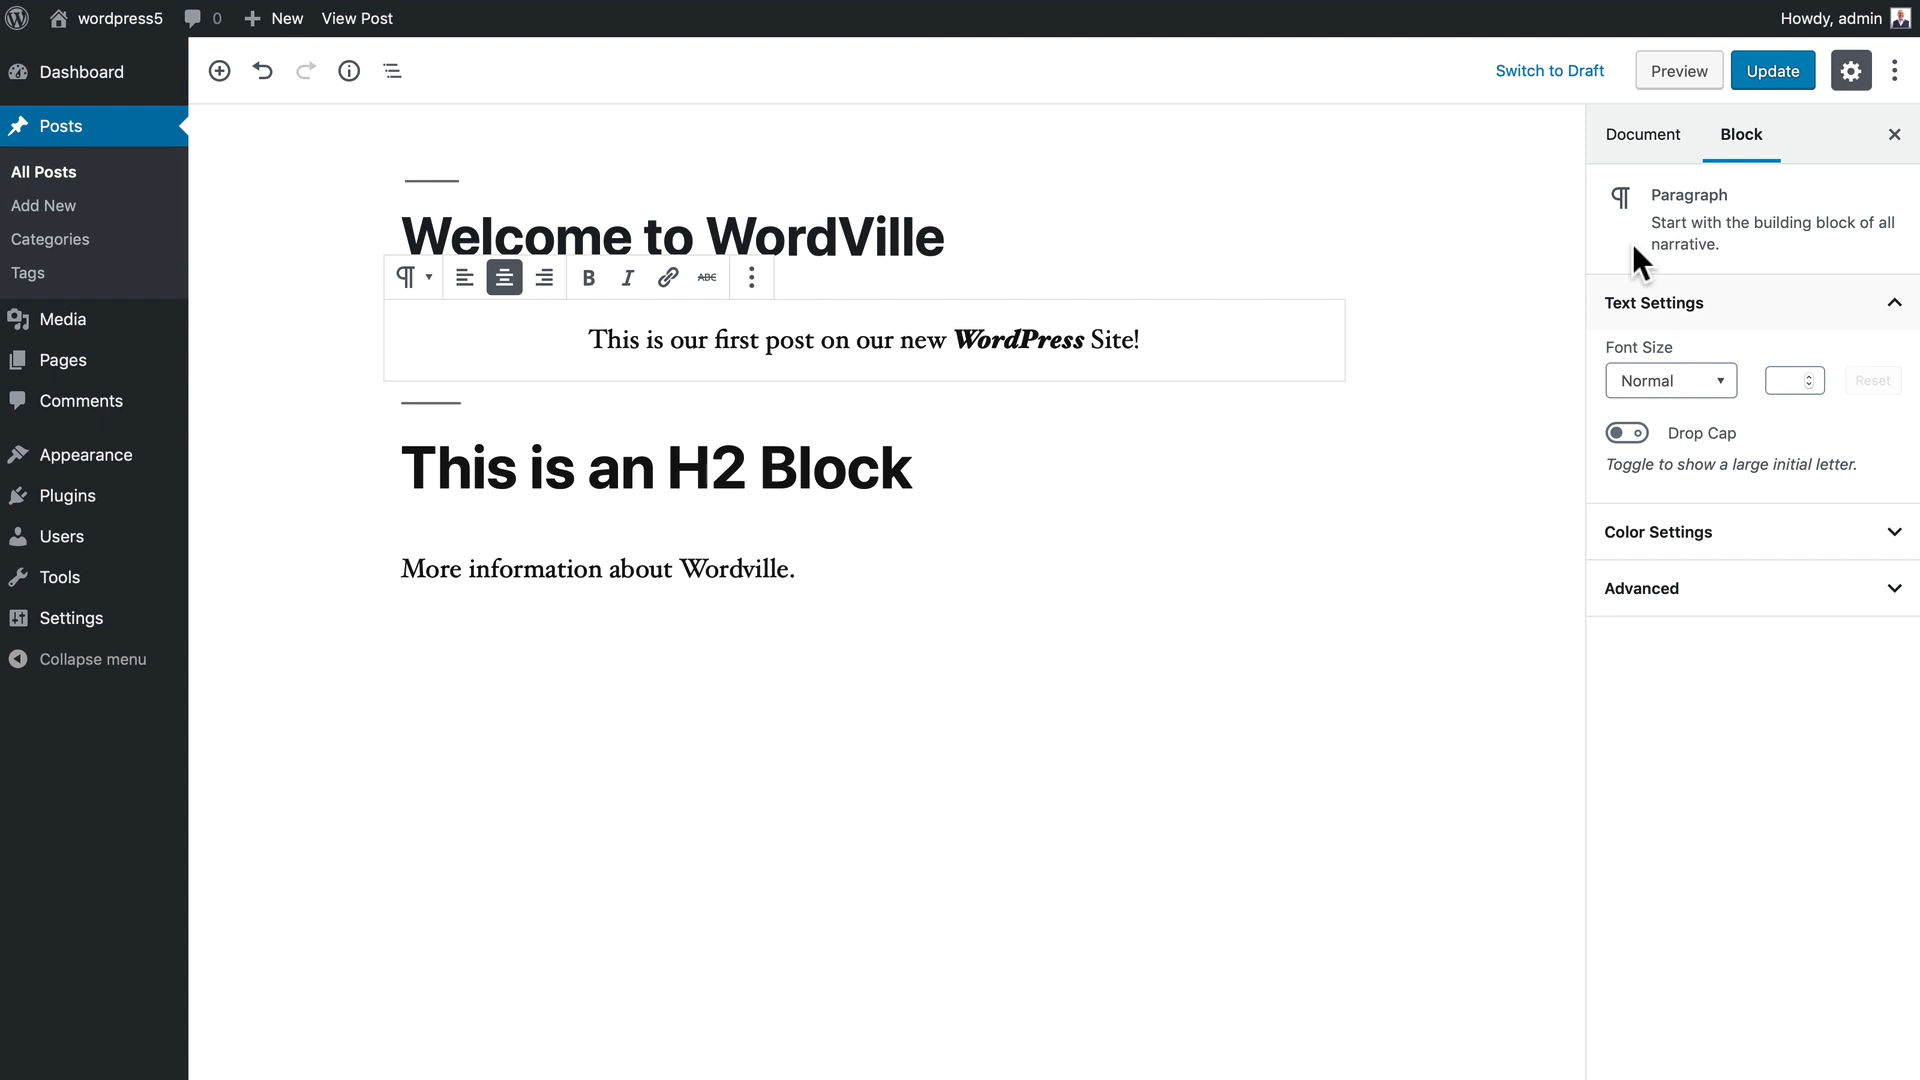 wordpress5 0 New View Post Howdy, admin
Dashboard
Posts
All Posts
Add New
Categories
Tags
Media
Pages
Comments
Appearance
Plugins
Users
Tools
Settings
Collapse menu
Switch to Draft Preview Update
Welcome to WordVille
B I ABC
This is our first post on our new WordPress Site!
This is an H2 Block
More information about Wordville.
Document Block
Paragraph
Start with the building block of all
narrative.
Text Settings
Font Size
Normal Reset
Drop Cap
Toggle to show a large initial letter.
Color Settings
Advanced